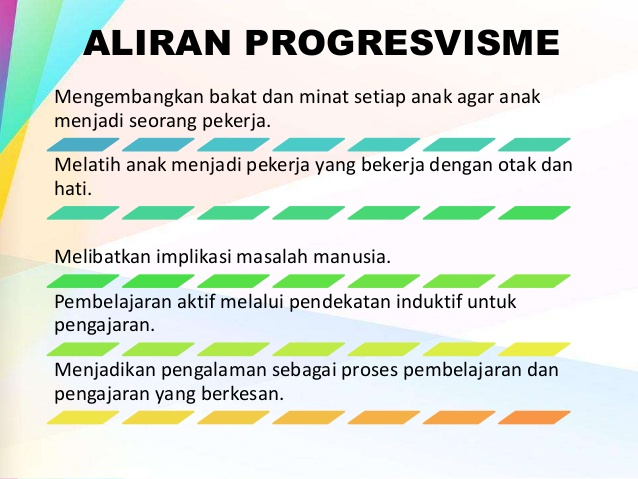 ALIRAN PROGRESVISME
Mengembangkan bakat dan minat setiap anak agar anak
menjadi seorang pekerja.
Melatih anak menjadi pekerja yang bekerja dengan otak dan
hati.
Melibatkan implikasi masalah manusia.
Pembelajaran aktif melalui pendekatan induktif untuk
pengajaran.
Menjadikan pengalaman sebagai proses pembelajaran dan
pengajaran yang berkesan.